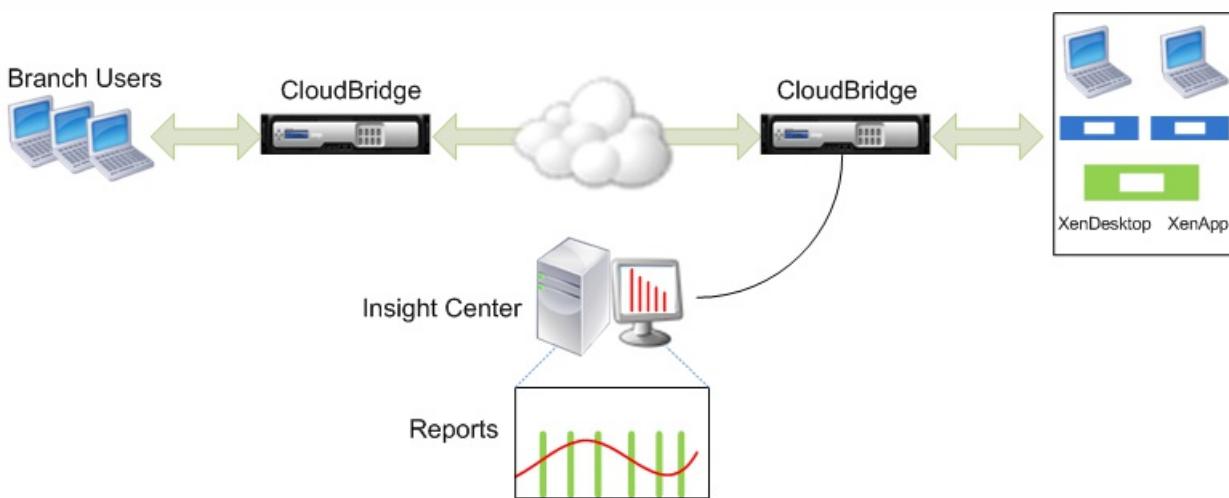 Branch Users
CloudBridge
CloudBridge
XenDesktop XenApp
Insight Center
Reports